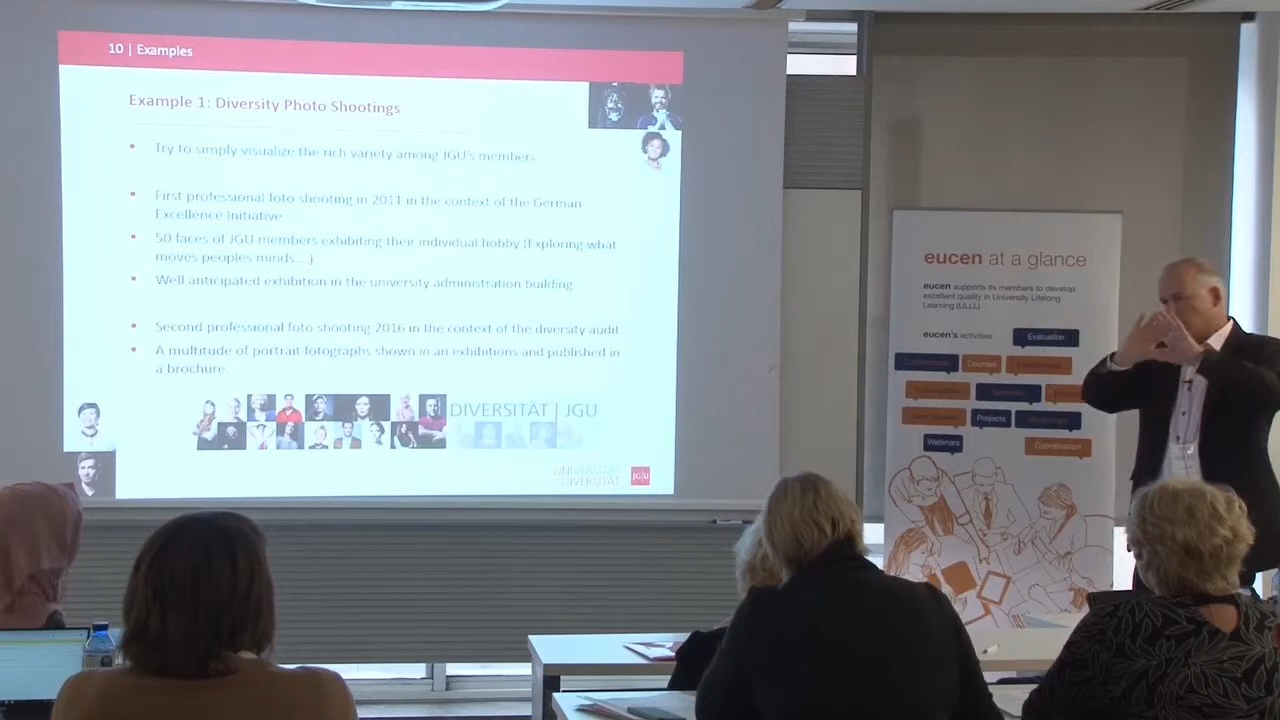 10 | Examples
Example 1: Diversity Photo Shootings
Try to simply visualize the rich variety among JGU's members
First professional foto shooting in 2011 in the context of the German
Excellence Initiative
50 faces of JGU members exhibiting their individual hobby (Exploring what
moves peoples minds...)
Well anticipated exhibition in the university administration building
Second professional foto shooting 2016 in the context of the diversity audit
A multitude of portrait fotographs shown in an exhibitions and published in
a brochure.
DIVERSITÄT | JGU
DIVERSITÄT
JG|U
eucen at a glance
eucen supports its members to develop
excellent quality in University Lifelong
Learning (ULLL)
eucen's activities:
Evaluation
Courses
Projects
Webinars
Coordination